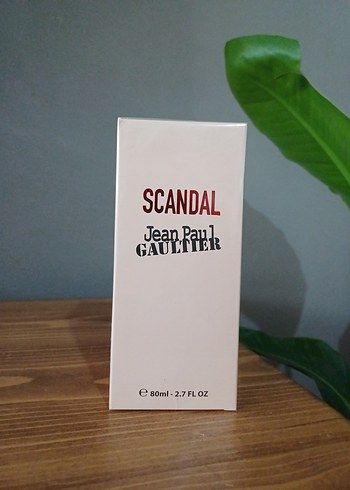 SCANDAL
Jean Paul
GAULTIER
℮ 80ml - 2.7 FL OZ